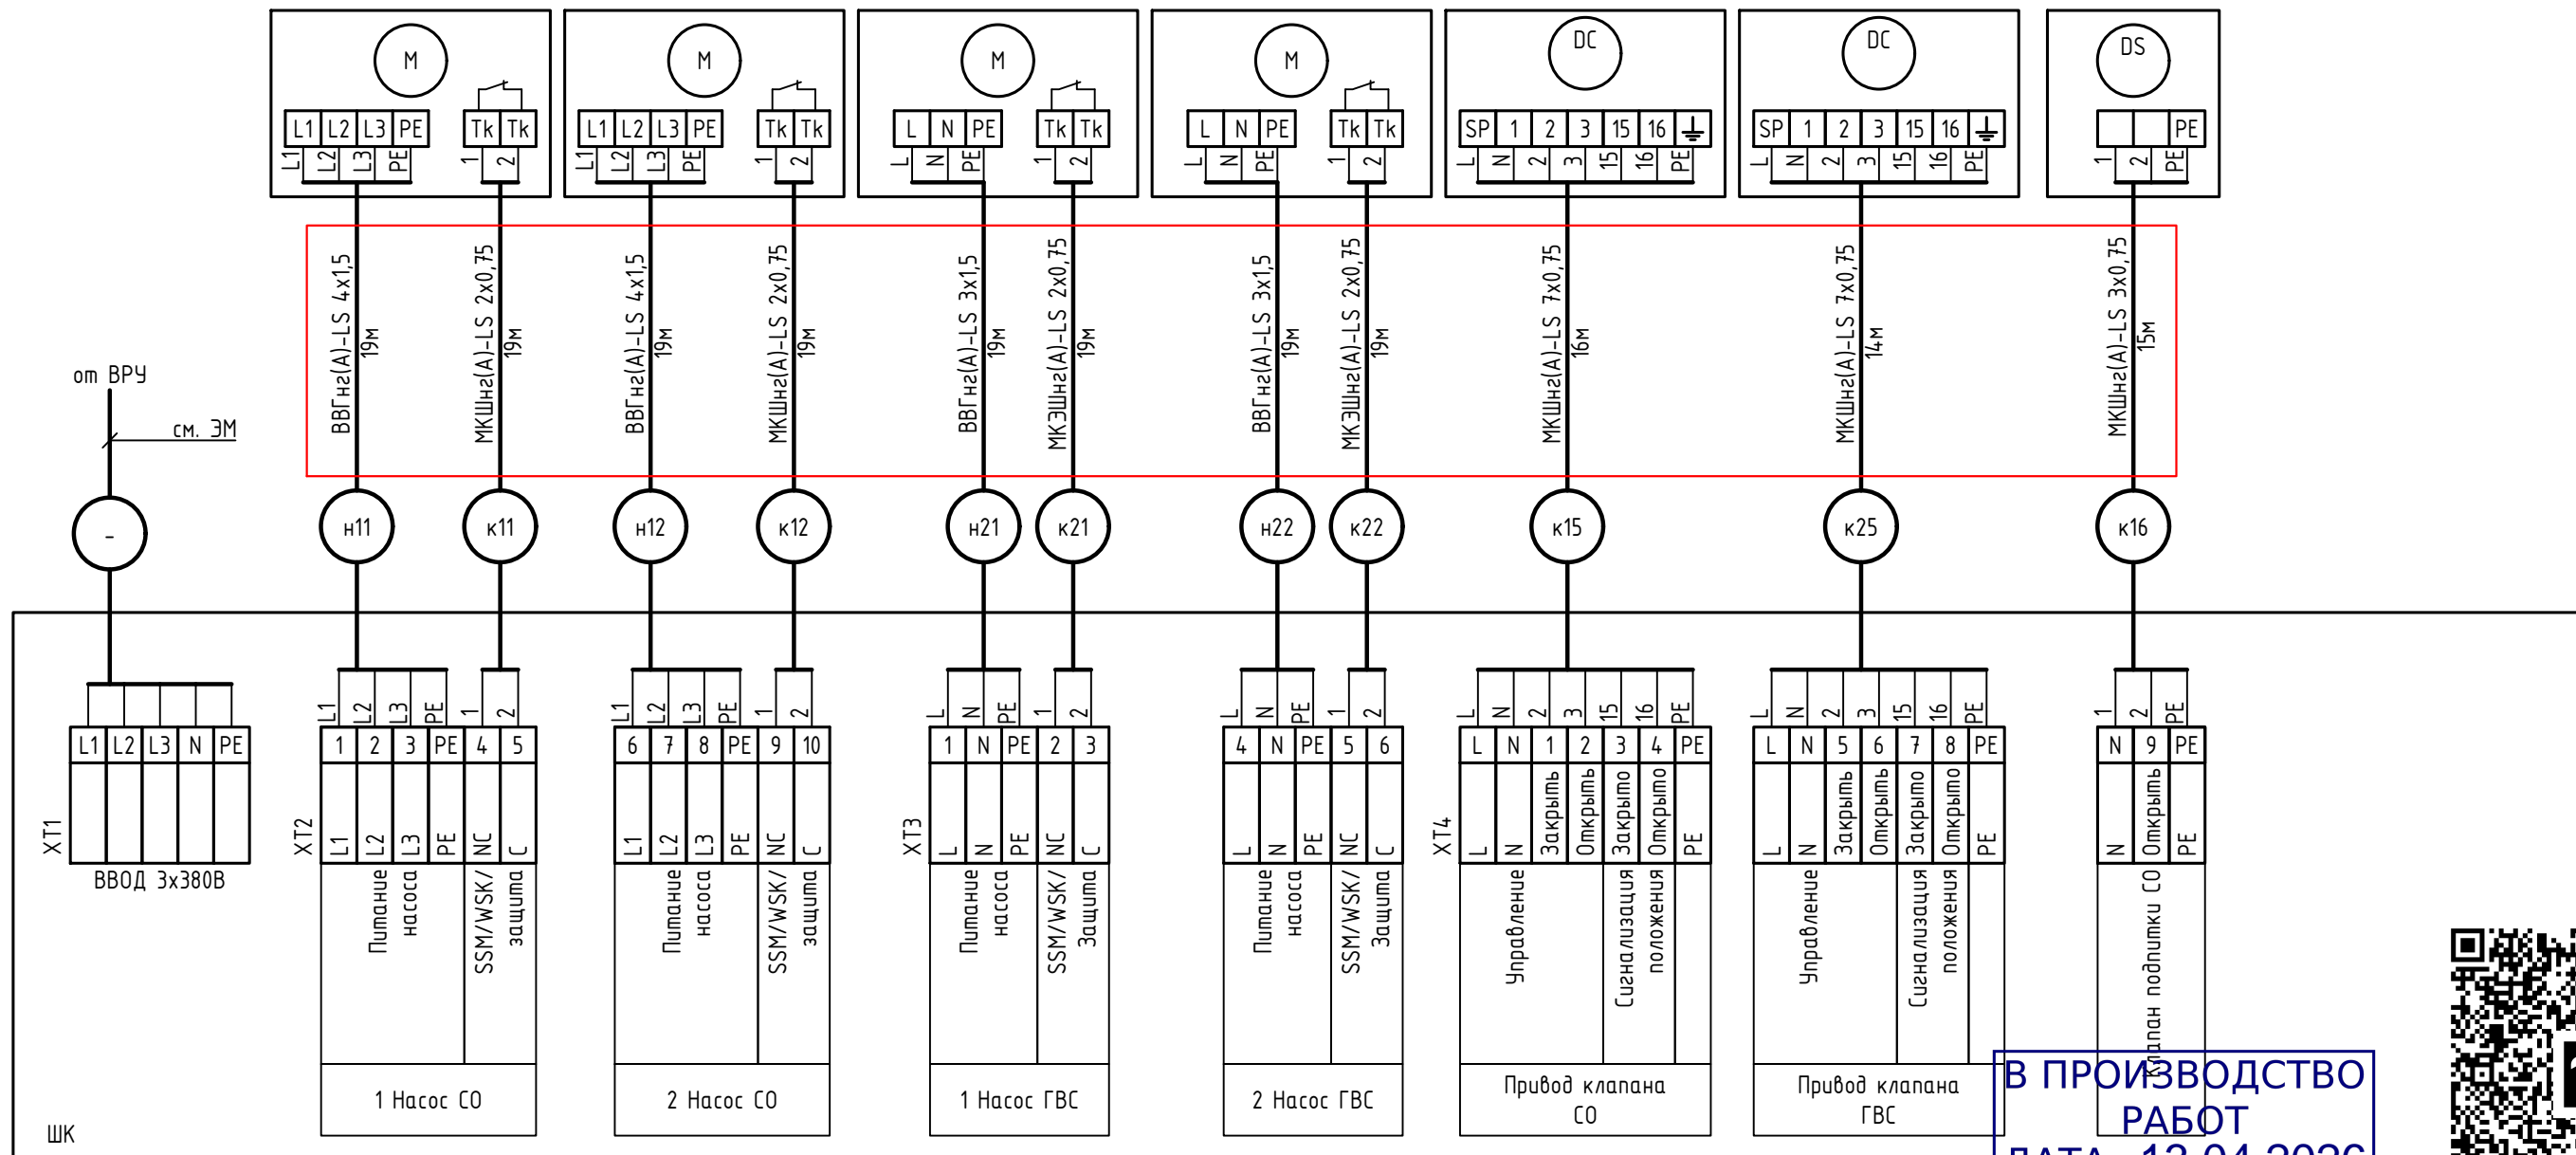 M
M
M
M
DC
DC
DS
L1 L2 L3 PE Tk Tk
L1 L2 L3 PE Tk Tk
L N PE Tk Tk
L N PE Tk Tk
SP 1 2 3 15 16
SP 1 2 3 15 16
PE
L1 L2 L3 PE 1 2
L1 L2 L3 PE 1 2
L N PE 1 2
L N PE 1 2
L N 2 3 15 16 PE
L N 2 3 15 16 PE
1 2 PE
ВВГнг(А)-LS 4х1,5
19м
МКШнг(А)-LS 2х0,75
19м
ВВГнг(А)-LS 4х1,5
19м
МКШнг(А)-LS 2х0,75
19м
ВВГнг(А)-LS 3х1,5
19м
МКЭШнг(А)-LS 2х0,75
19м
ВВГнг(А)-LS 3х1,5
19м
МКЭШнг(А)-LS 2х0,75
19м
МКШнг(А)-LS 7х0,75
16м
МКШнг(А)-LS 7х0,75
14м
МКШнг(А)-LS 3х0,75
15м
от ВРУ
см. ЭМ
-
н11
к11
н12
к12
н21
к21
н22
к22
к15
к25
к16
L1 L2 L3 PE 1 2
L1 L2 L3 PE 1 2
L N PE 1 2
L N PE 1 2
L N 2 3 15 16 PE
L N 2 3 15 16 PE
1 2 PE
XT1
L1 L2 L3 N PE
ВВОД 3х380В
XT2
1 2 3 PE 4 5
L1 L2 L3 PE NC C
Питание
насоса
SSM/WSK/
защита
1 Насос СО
6 7 8 PE 9 10
L1 L2 L3 PE NC C
Питание
насоса
SSM/WSK/
защита
2 Насос СО
XT3
1 N PE 2 3
L N PE NC C
Питание
насоса
SSM/WSK/
Защита
1 Насос ГВС
4 N PE 5 6
L N PE NC C
Питание
насоса
SSM/WSK/
Защита
2 Насос ГВС
XT4
L N 1 2 3 4 PE
L N Закрыть Открыть Закрыто Открыто PE
Управление
Сигнализация
положения
Привод клапана
СО
L N 5 6 7 8 PE
L N Закрыть Открыть Закрыто Открыто PE
Управление
Сигнализация
положения
Привод клапана
ГВС
N 9 PE
N Открыть PE
Клапан подпитки СО
ШК
В ПРОИЗВОДСТВО
РАБОТ
ДАТА 13.04.2026